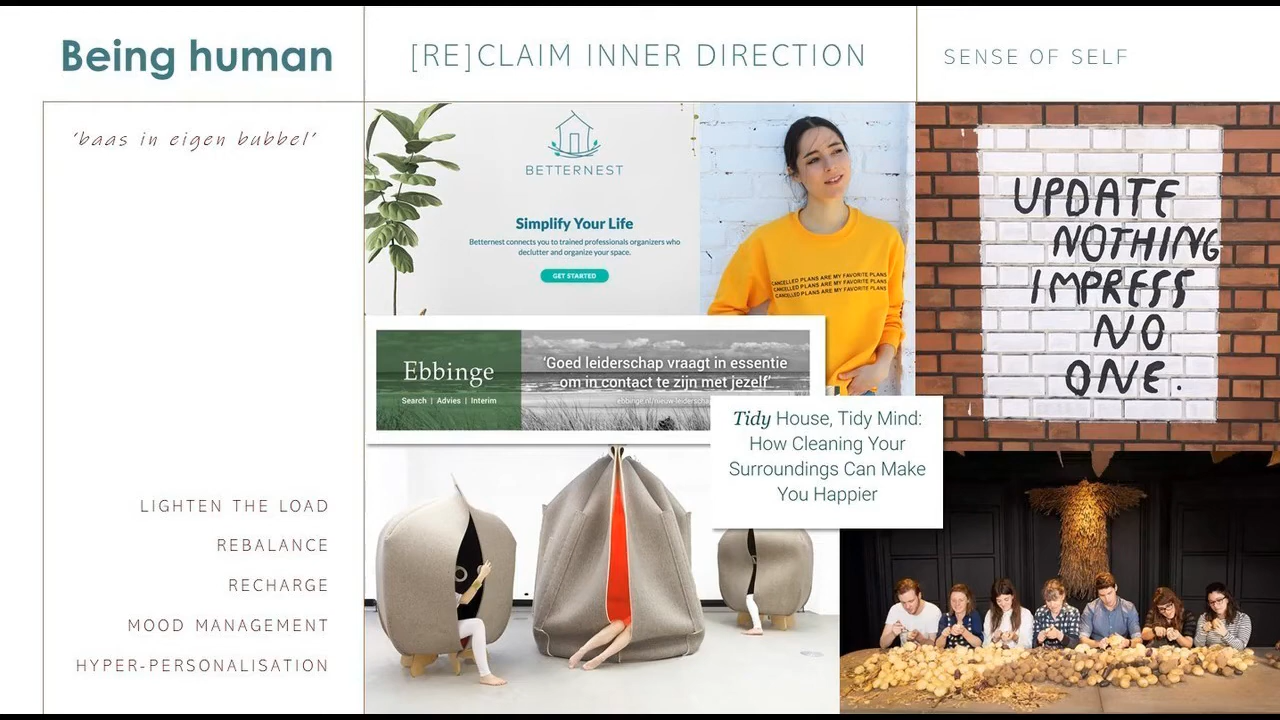 Being human
[RE]CLAIM INNER DIRECTION
SENSE OF SELF
‘baas in eigen bubbel’
LIGHTEN THE LOAD
REBALANCE
RECHARGE
MOOD MANAGEMENT
HYPER-PERSONALISATION
BETTERNEST
Simplify Your Life
Betternest connects you to trained professionals organizers who
declutter and organize your space.
GET STARTED
CANCELLED PLANS ARE MY FAVORITE PLANS
CANCELLED PLANS ARE MY FAVORITE PLANS
CANCELLED PLANS ARE MY FAVORITE PLANS
Ebbinge
Search | Advies | Interim
‘Goed leiderschap vraagt in essentie
om in contact te zijn met jezelf’
Tidy House, Tidy Mind:
How Cleaning Your
Surroundings Can Make
You Happier
UPDATE
NOTHING
IMPRESS
NO
ONE.